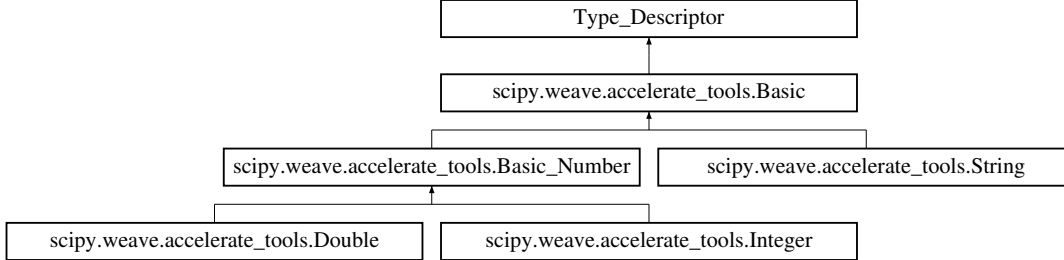 Type_Descriptor
scipy.weave.accelerate_tools.Basic
scipy.weave.accelerate_tools.Basic_Number
scipy.weave.accelerate_tools.String
scipy.weave.accelerate_tools.Double
scipy.weave.accelerate_tools.Integer